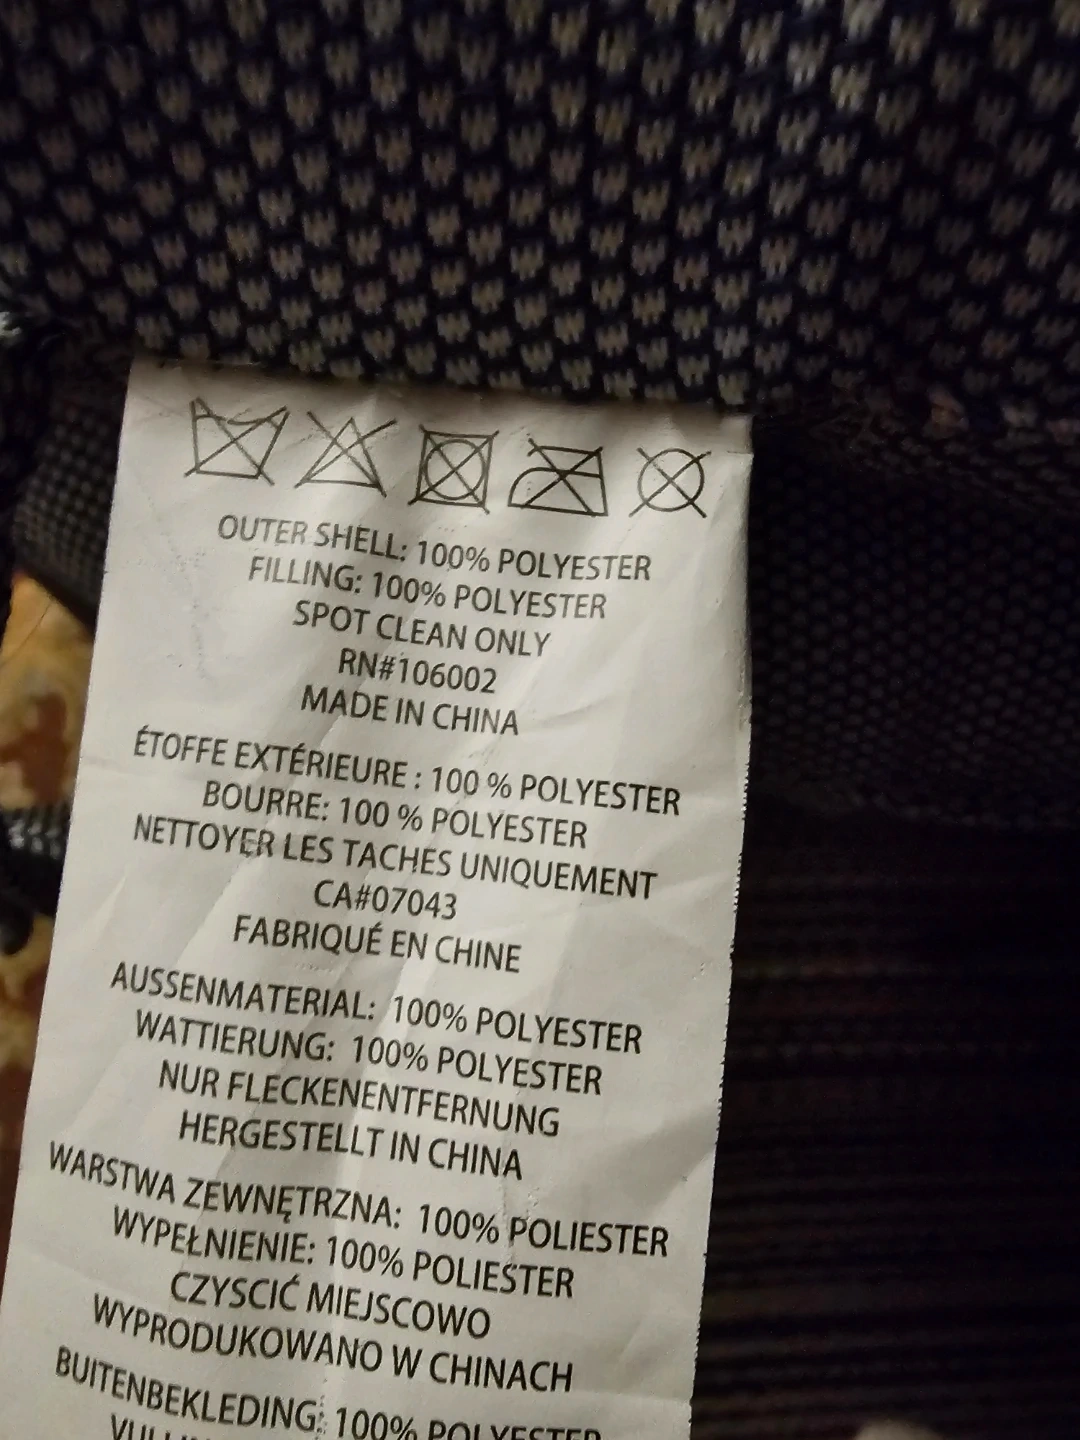 OUTER SHELL: 100% POLYESTER
FILLING: 100% POLYESTER
SPOT CLEAN ONLY
RN#106002
MADE IN CHINA
ÉTOFFE EXTÉRIEURE : 100 % POLYESTER
BOURRE: 100 % POLYESTER
NETTOYER LES TACHES UNIQUEMENT
CA#07043
FABRIQUÉ EN CHINE
AUSSENMATERIAL: 100% POLYESTER
WATTIERUNG: 100% POLYESTER
NUR FLECKENENTFERNUNG
HERGESTELLT IN CHINA
WARSTWA ZEWNĘTRZNA: 100% POLIESTER
WYPEŁNIENIE: 100% POLIESTER
CZYSCIĆ MIEJSCOWO
WYPRODUKOWANO W CHINACH
BUITENBEKLEDING: 100% POLYESTER